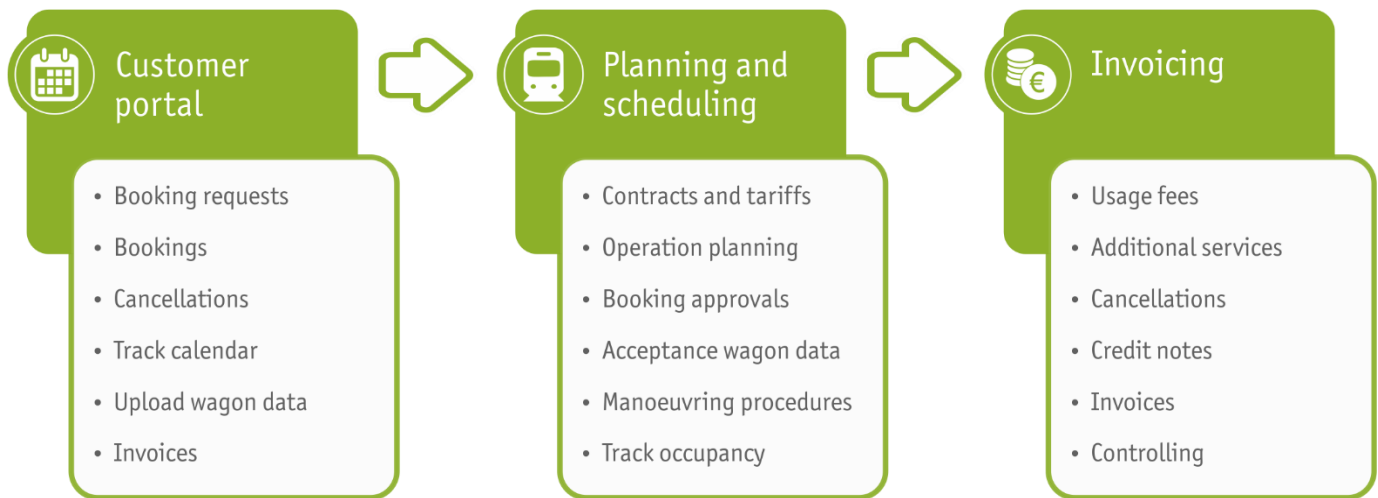 Customer
portal
• Booking requests
• Bookings
• Cancellations
• Track calendar
• Upload wagon data
• Invoices
Planning and
scheduling
• Contracts and tariffs
• Operation planning
• Booking approvals
• Acceptance wagon data
• Manoeuvring procedures
• Track occupancy
€
Invoicing
• Usage fees
• Additional services
• Cancellations
• Credit notes
• Invoices
• Controlling